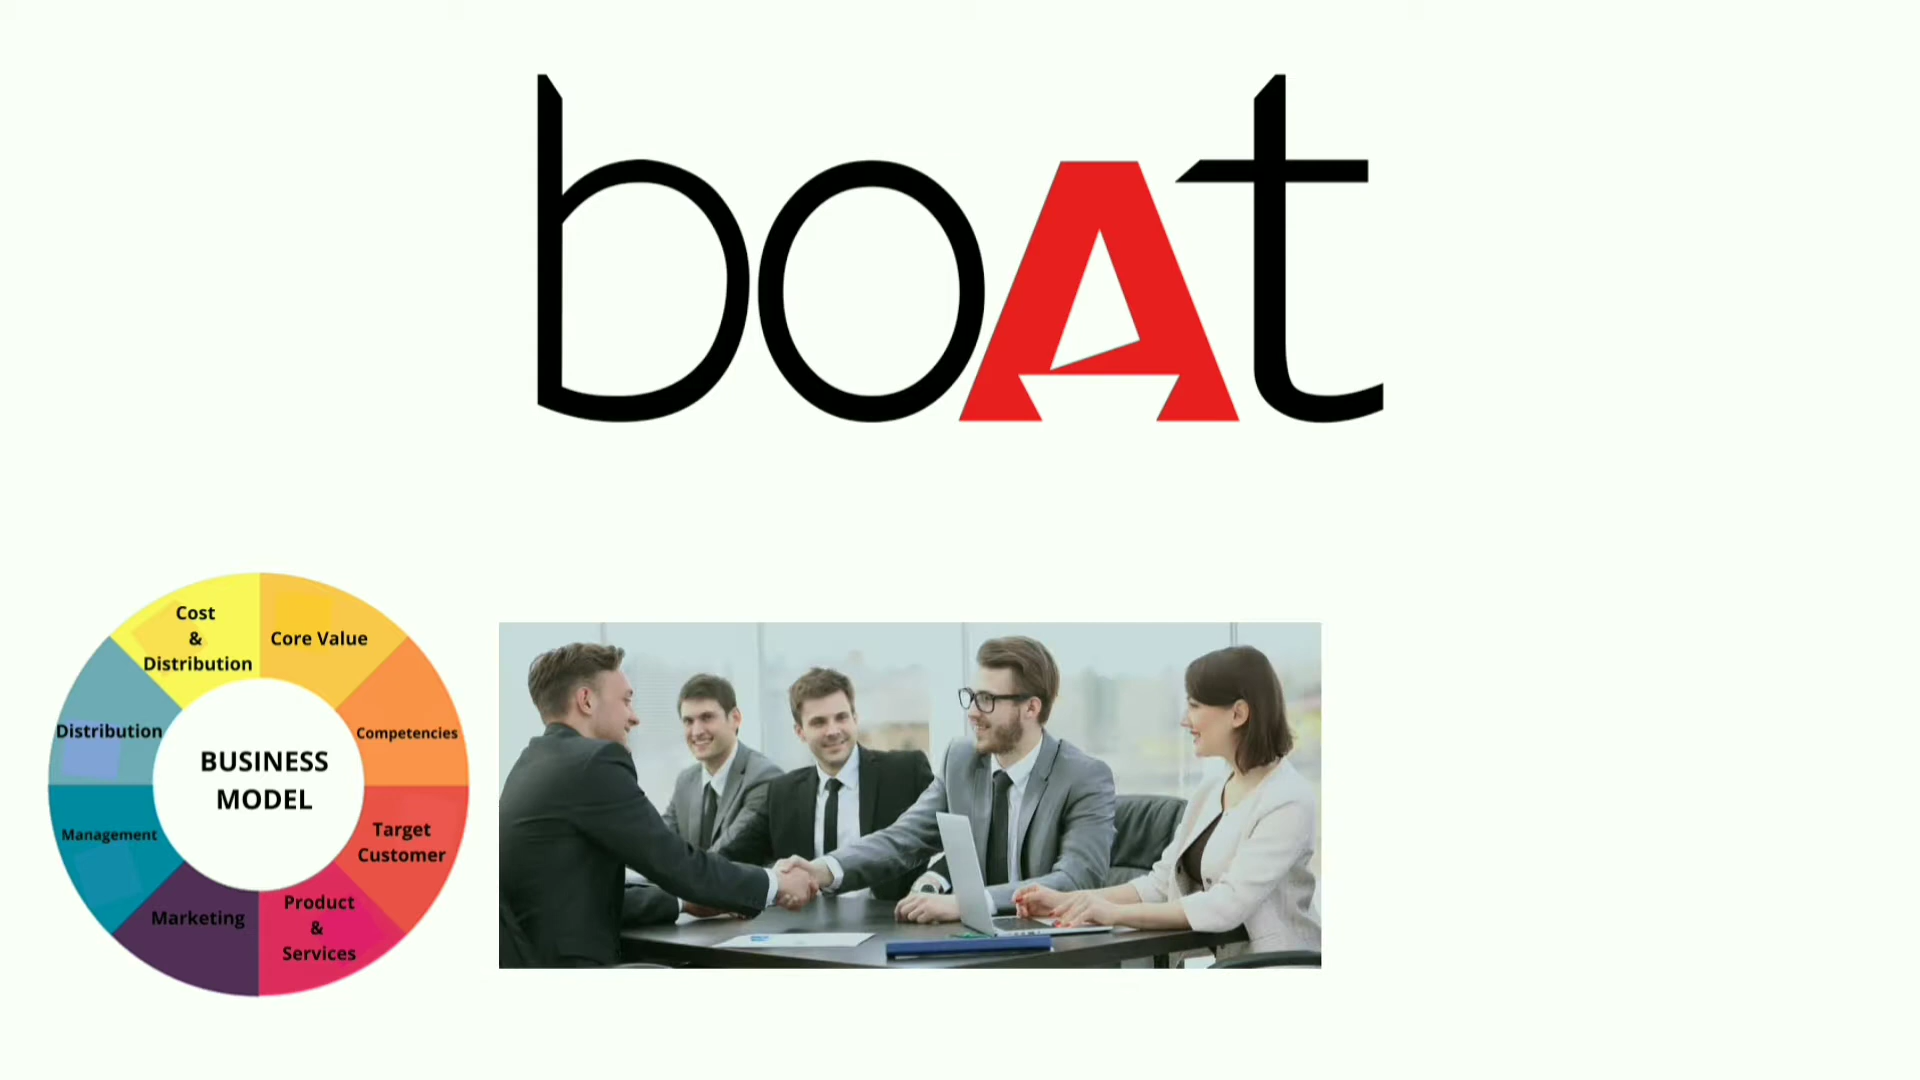 boAt
Cost
&
Distribution
Core Value
Distribution
Competencies
BUSINESS
MODEL
Management
Target
Customer
Marketing
Product
&
Services